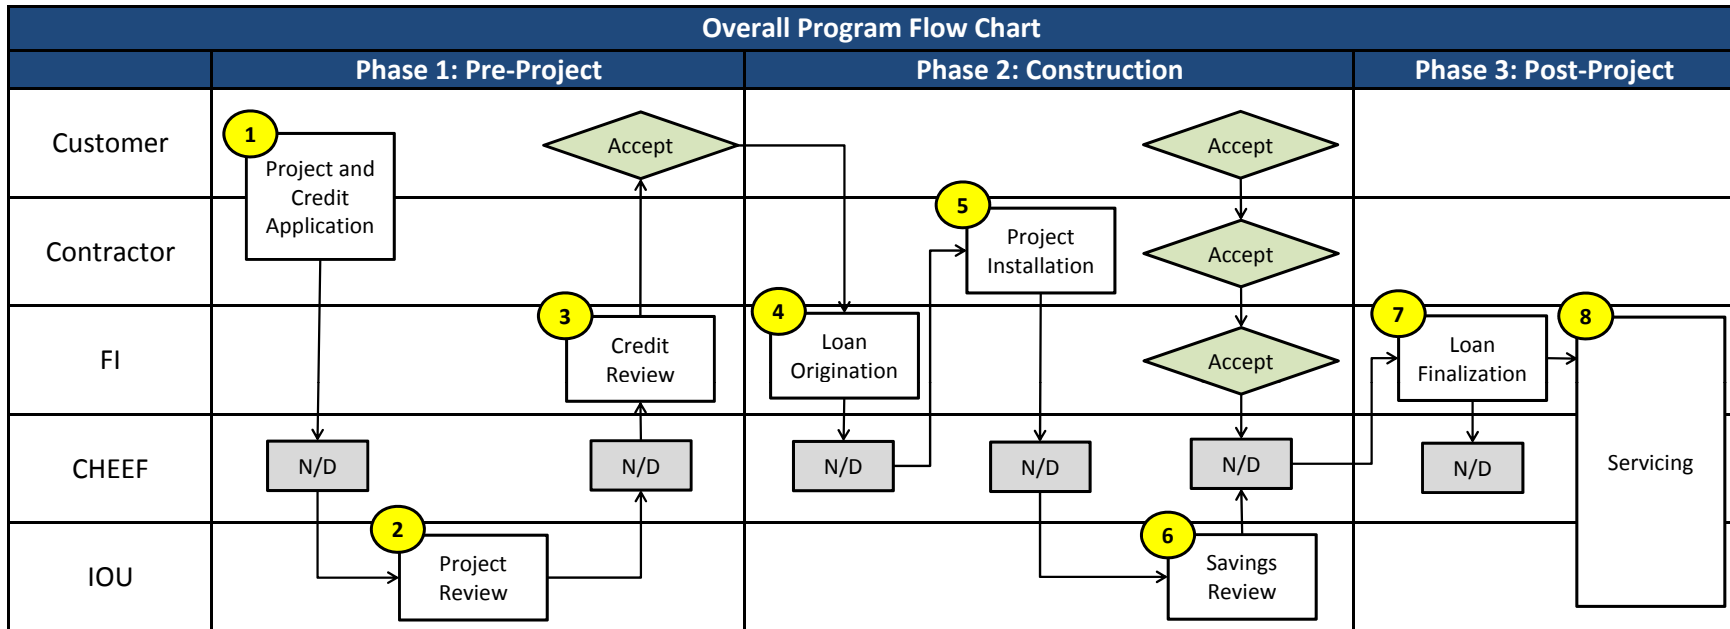 Overall Program Flow Chart
Phase 1: Pre-Project
Phase 2: Construction
Phase 3: Post-Project
Customer
1
Project and
Credit
Application
Accept
Accept
Contractor
5
Project
Installation
Accept
FI
3
Credit
Review
4
Loan
Origination
Accept
7
Loan
Finalization
8
Servicing
CHEEF
N/D
N/D
N/D
N/D
N/D
N/D
IOU
2
Project
Review
6
Savings
Review